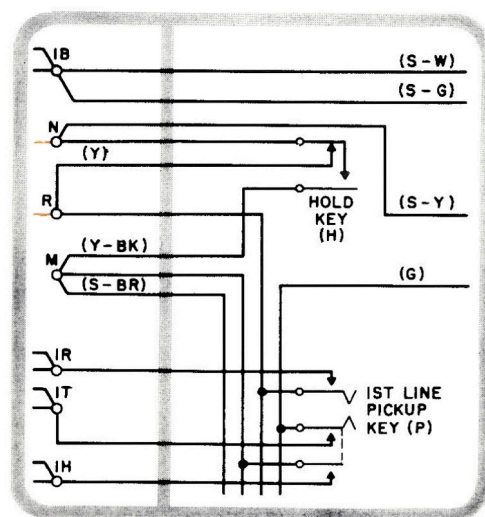 IB
(S-W)
(S-G)
N
(Y)
R
HOLD
KEY
(H)
(S-Y)
(Y-BK)
M
(S-BR)
(G)
IR
IT
IST LINE
PICKUP
KEY (P)
IH